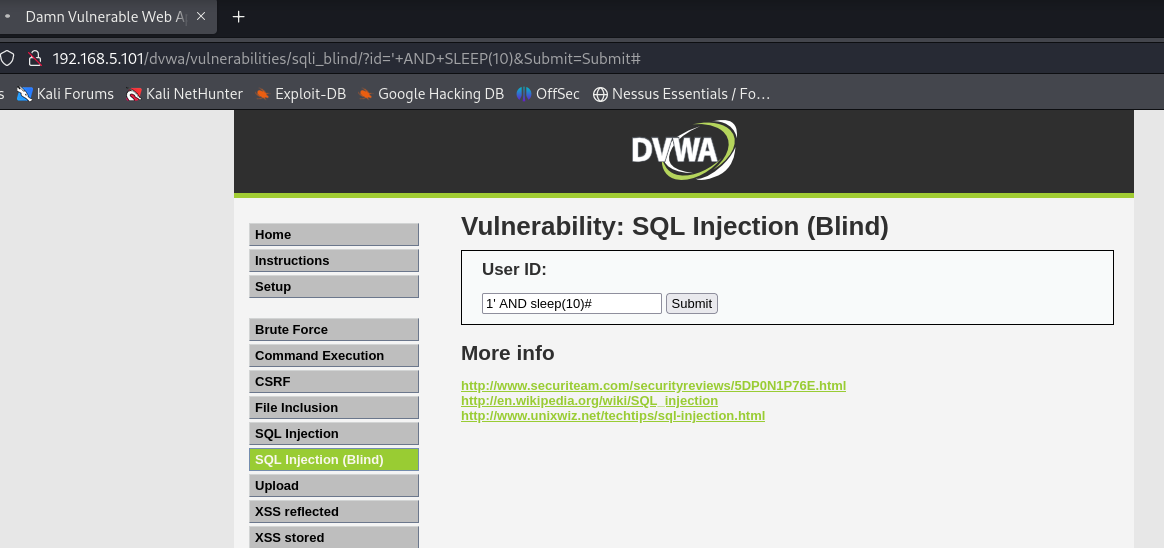 Damn Vulnerable Web A
192.168.5.101/dvwa/vulnerabilities/sqli_blind/?id='+AND+SLEEP(10)&Submit=Submit#
s Kali Forums Kali NetHunter Exploit-DB Google Hacking DB OffSec Nessus Essentials / Fo…
DVWA
Vulnerability: SQL Injection (Blind)
Home
Instructions
Setup
User ID:
1' AND sleep(10)# Submit
Brute Force
Command Execution
CSRF
File Inclusion
SQL Injection
SQL Injection (Blind)
Upload
XSS reflected
XSS stored
More info
http://www.securiteam.com/securityreviews/5DP0N1P76E.html
http://en.wikipedia.org/wiki/SQL_injection
http://www.unixwiz.net/techtips/sql-injection.html